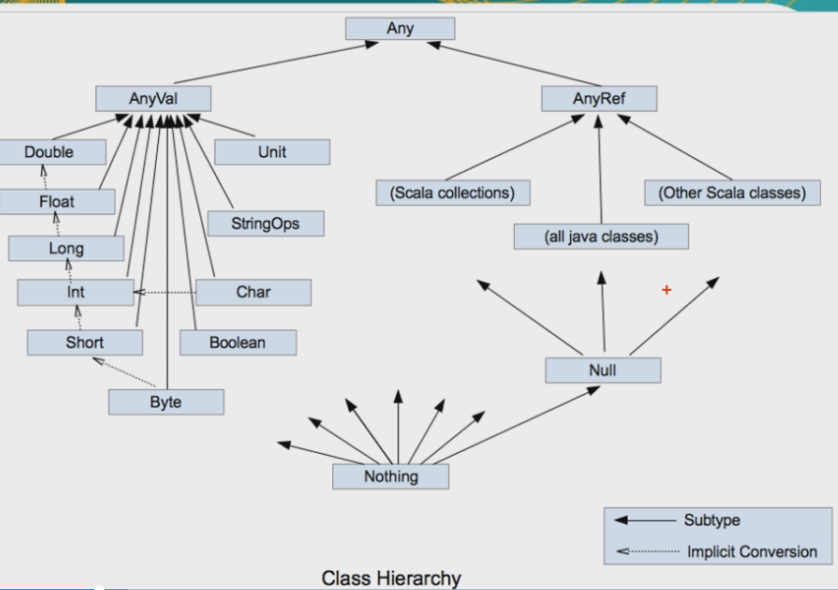 Any
AnyVal
AnyRef
Double
Unit
Float
(Scala collections)
(Other Scala classes)
StringOps
Long
(all java classes)
Int
Char
Short
Boolean
Null
Byte
Nothing
Subtype
Implicit Conversion
Class Hierarchy